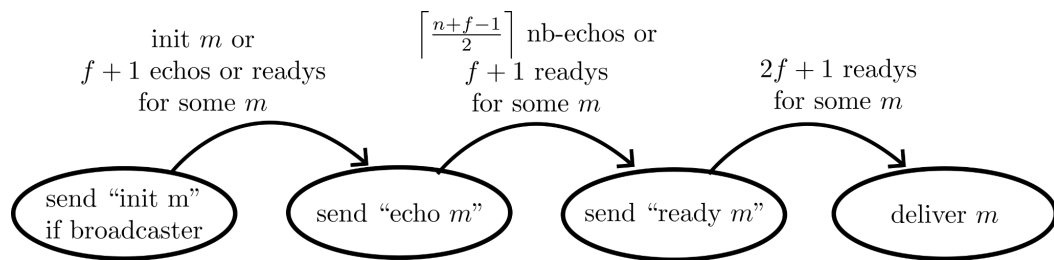 init m or
f + 1 echos or readys
for some m
⌈(n+f−1)/2⌉ nb-echos or
f + 1 readys
for some m
2f + 1 readys
for some m
send “init m”
if broadcaster
send “echo m”
send “ready m”
deliver m